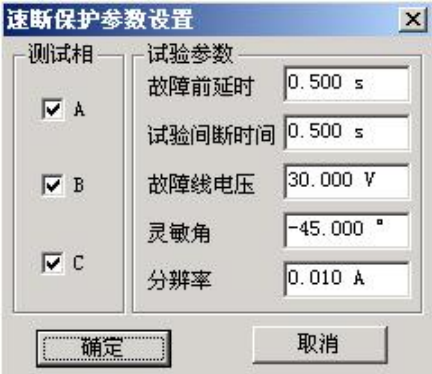 速断保护参数设置
测试相
A
B
C
试验参数
故障前延时 0.500 s
试验间断时间 0.500 s
故障线电压 30.000 V
灵敏角 -45.000 °
分辨率 0.010 A
确定
取消